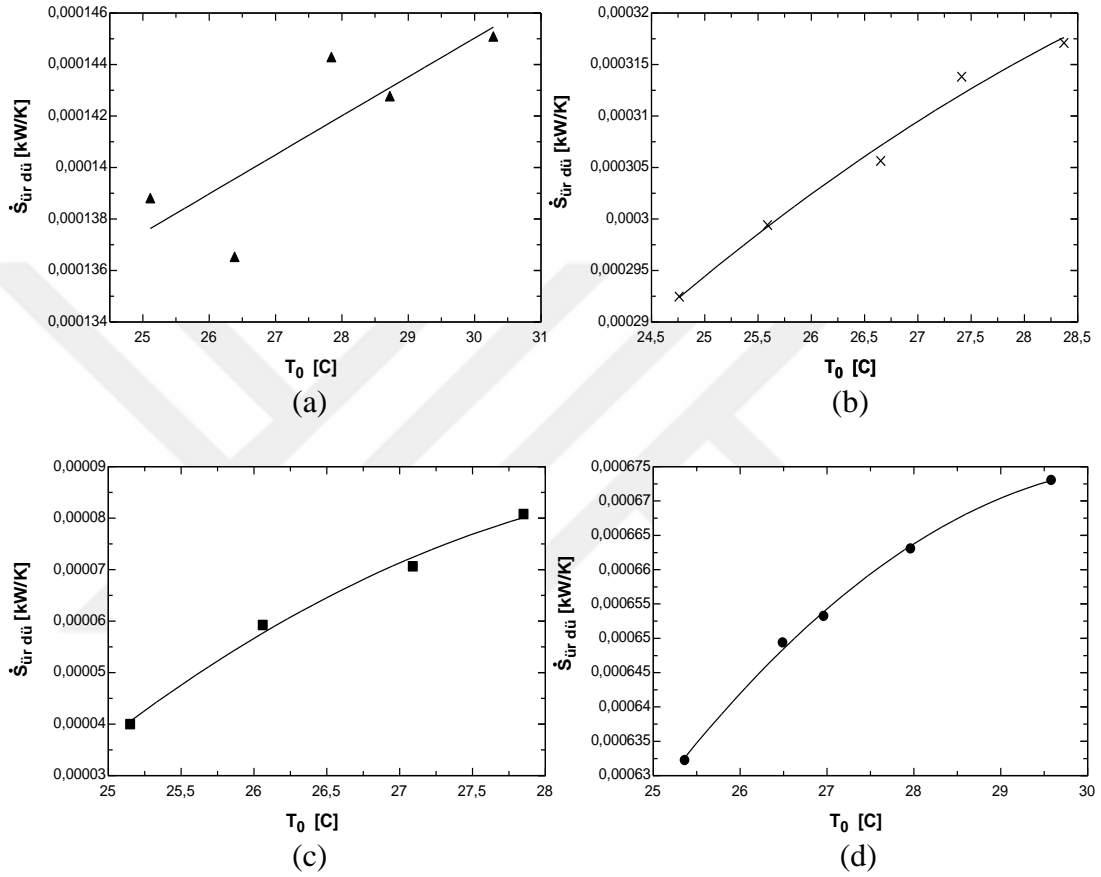 0,000146
0,000144
0,000142
0,00014
0,000138
0,000136
0,000134
Ṡür dü [kW/K]
25 26 27 28 29 30 31
T0 [C]
(a)
0,00032
0,000315
0,00031
0,000305
0,0003
0,000295
0,00029
Ṡür dü [kW/K]
24,5 25 25,5 26 26,5 27 27,5 28 28,5
T0 [C]
(b)
0,00009
0,00008
0,00007
0,00006
0,00005
0,00004
0,00003
Ṡür dü [kW/K]
25 25,5 26 26,5 27 27,5 28
T0 [C]
(c)
0,000675
0,00067
0,000665
0,00066
0,000655
0,00065
0,000645
0,00064
0,000635
0,00063
Ṡür dü [kW/K]
25 26 27 28 29 30
T0 [C]
(d)